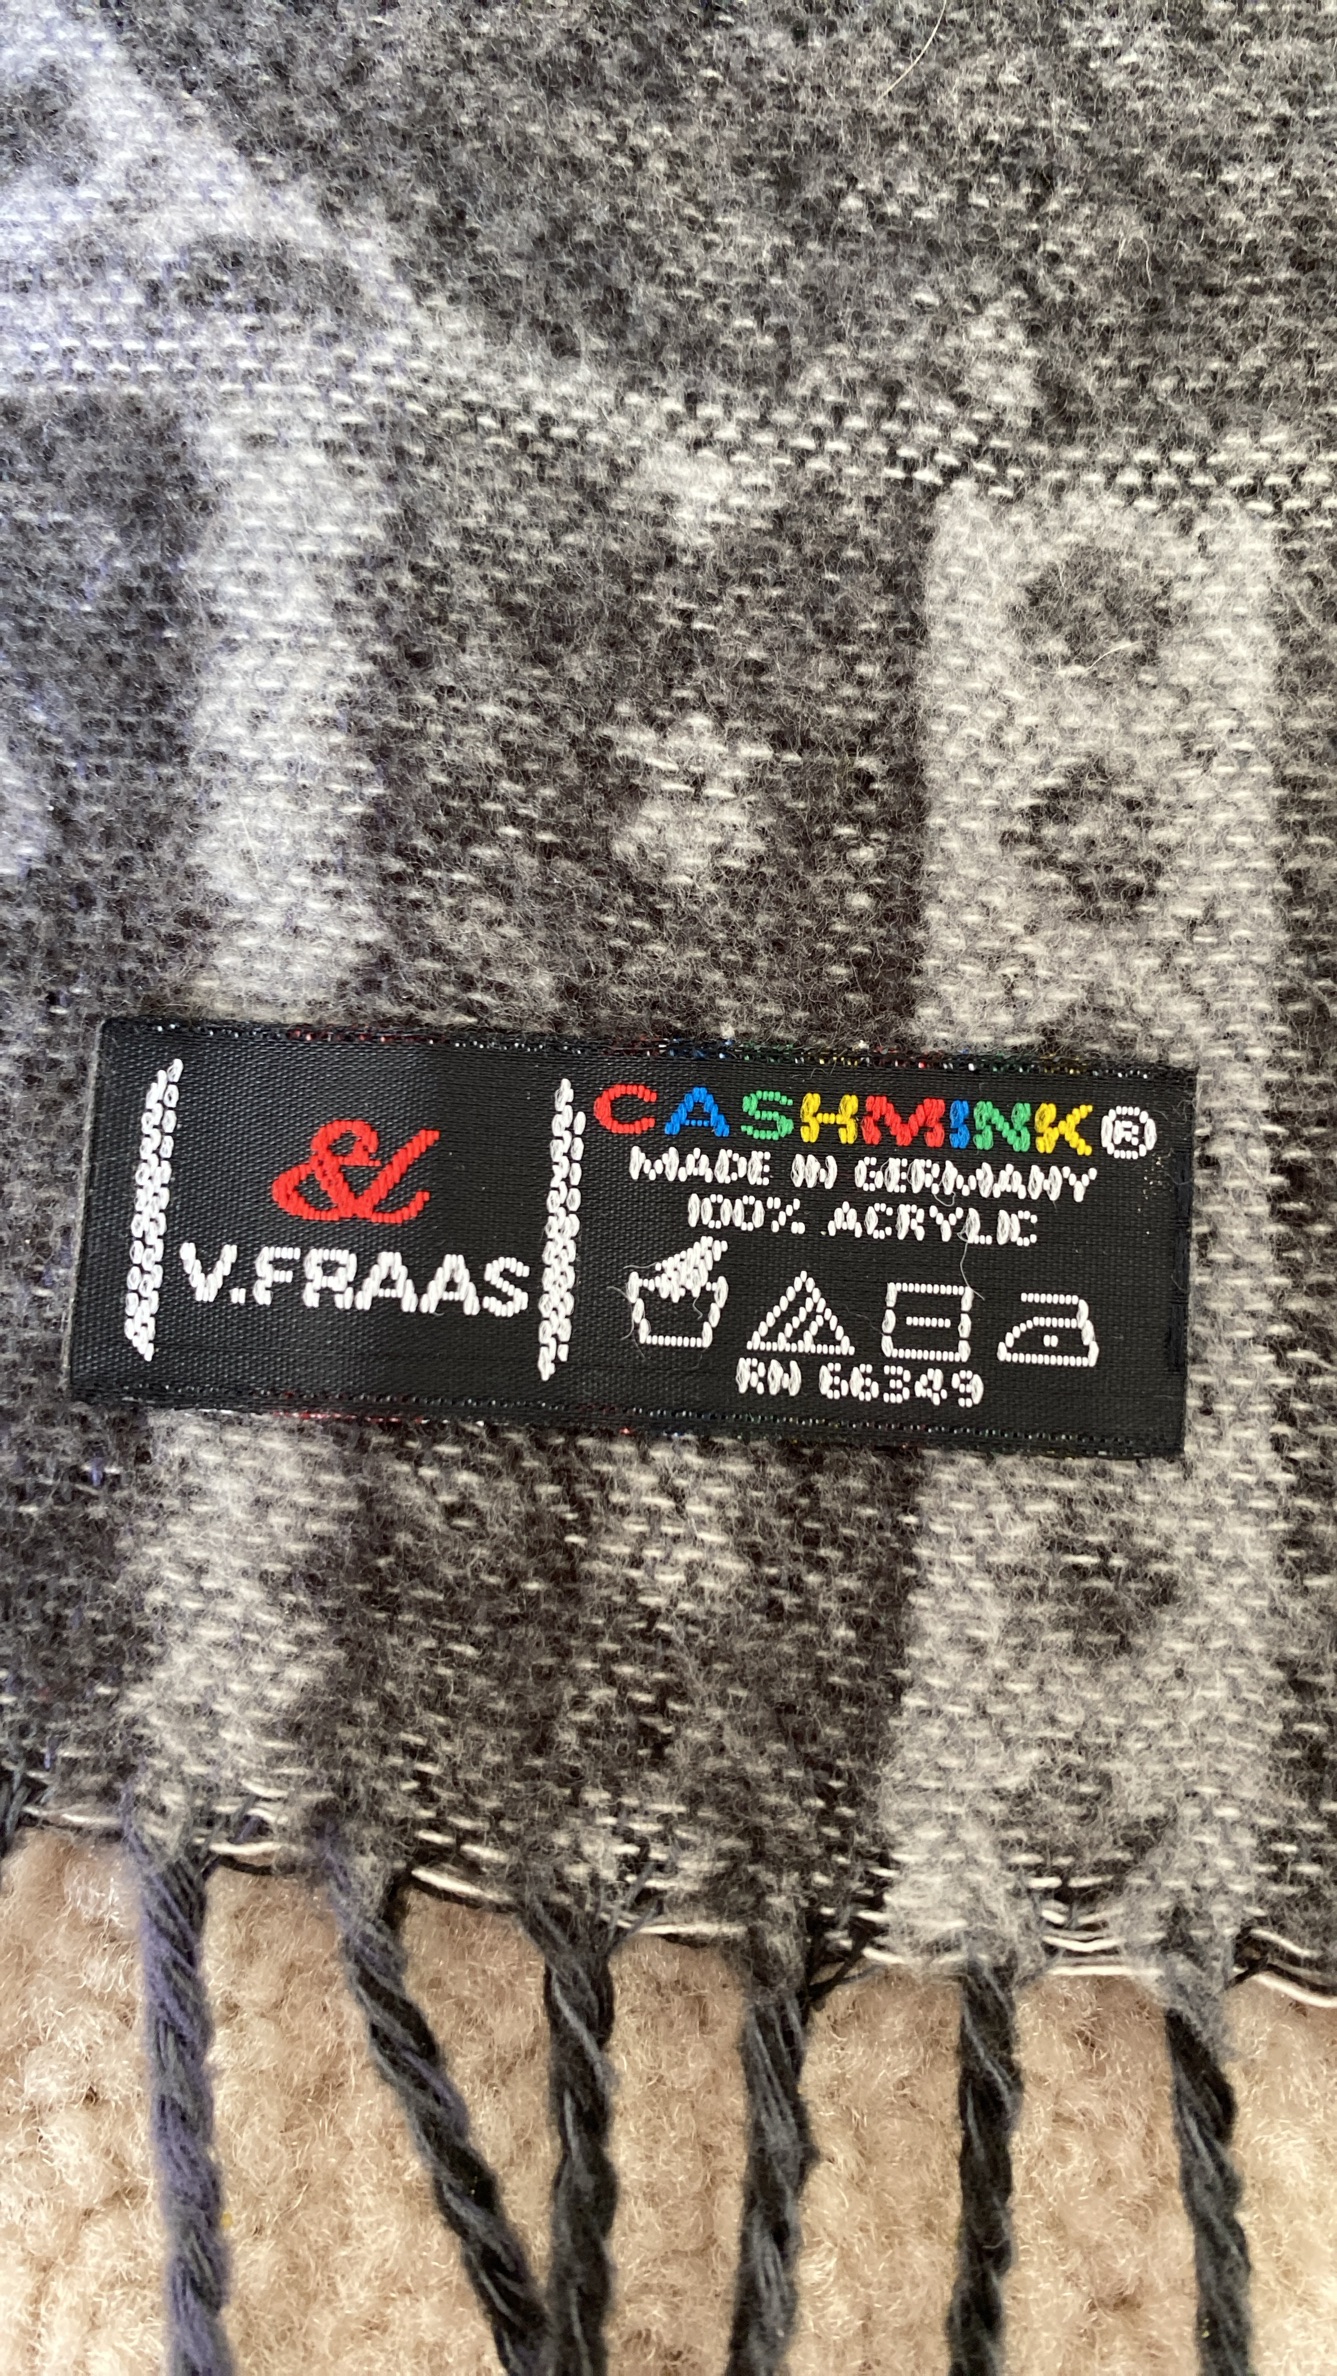 V.FRAAS
CASHMINK®
MADE IN GERMANY
100% ACRYLIC
RN 66349